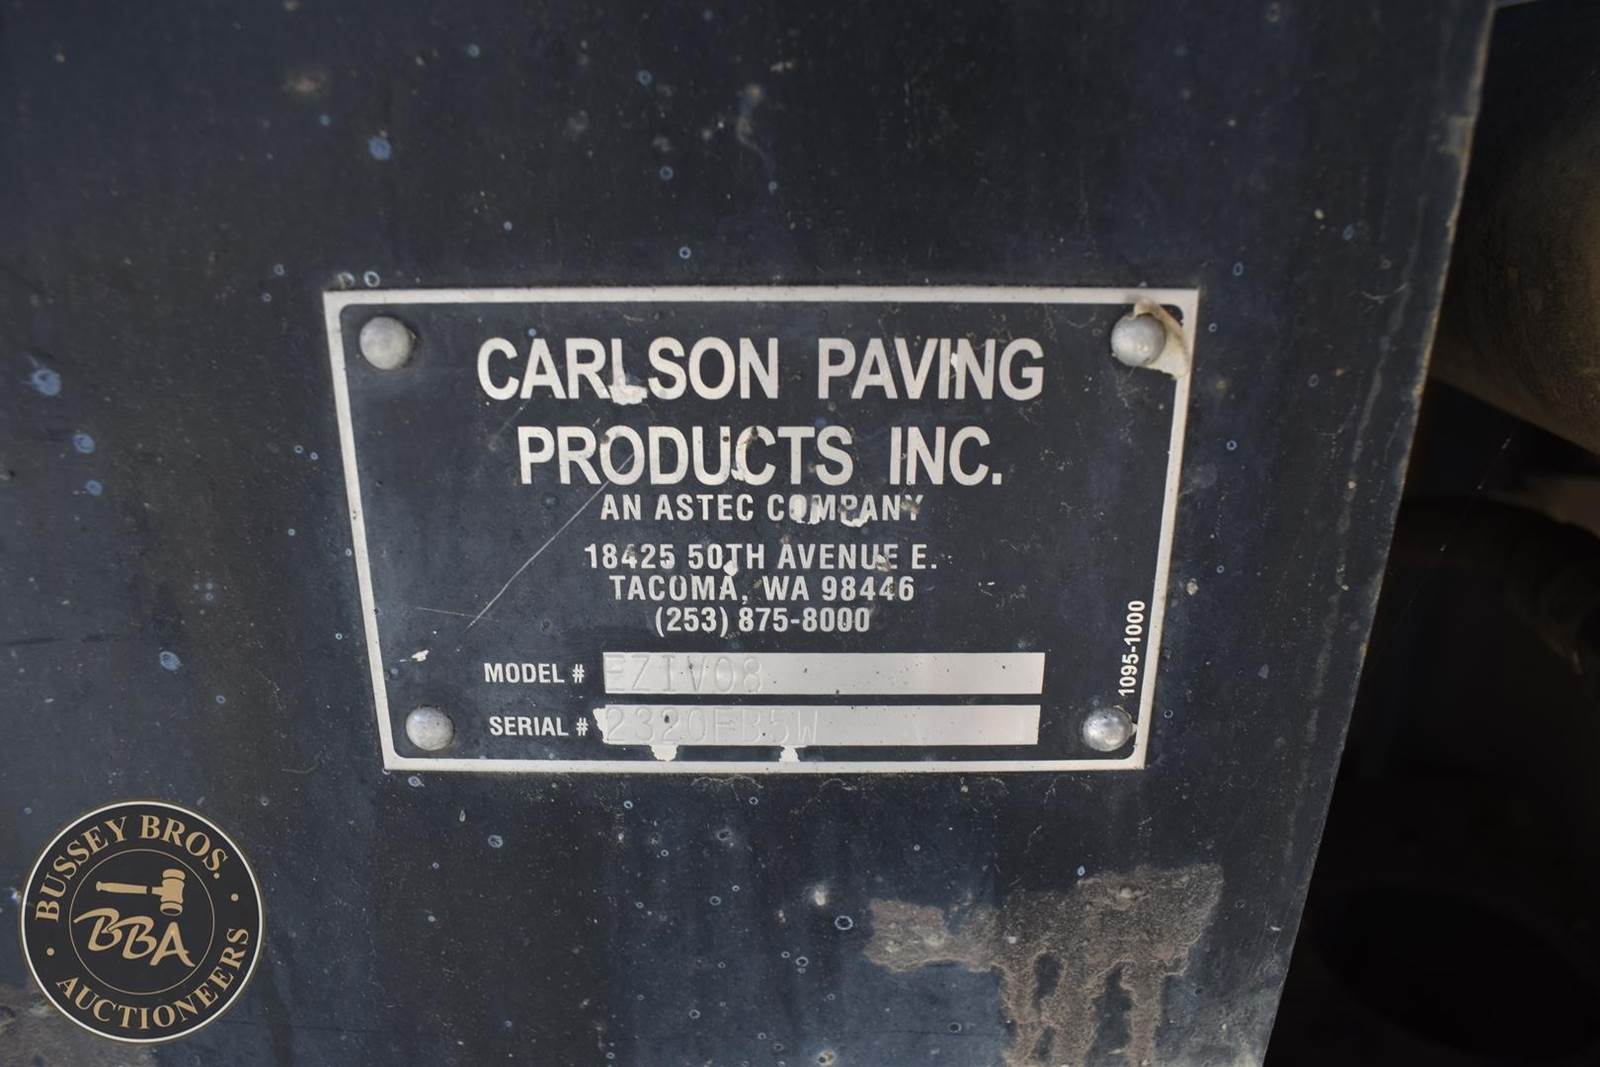 CARLSON PAVING
PRODUCTS INC.
AN ASTEC COMPANY
18425 50TH AVENUE E.
TACOMA, WA 98446
(253) 875-8000
MODEL # EZIV08
SERIAL # 2320FB5W
1095-1000
BUSSEY BROS.
BBA
AUCTIONEERS